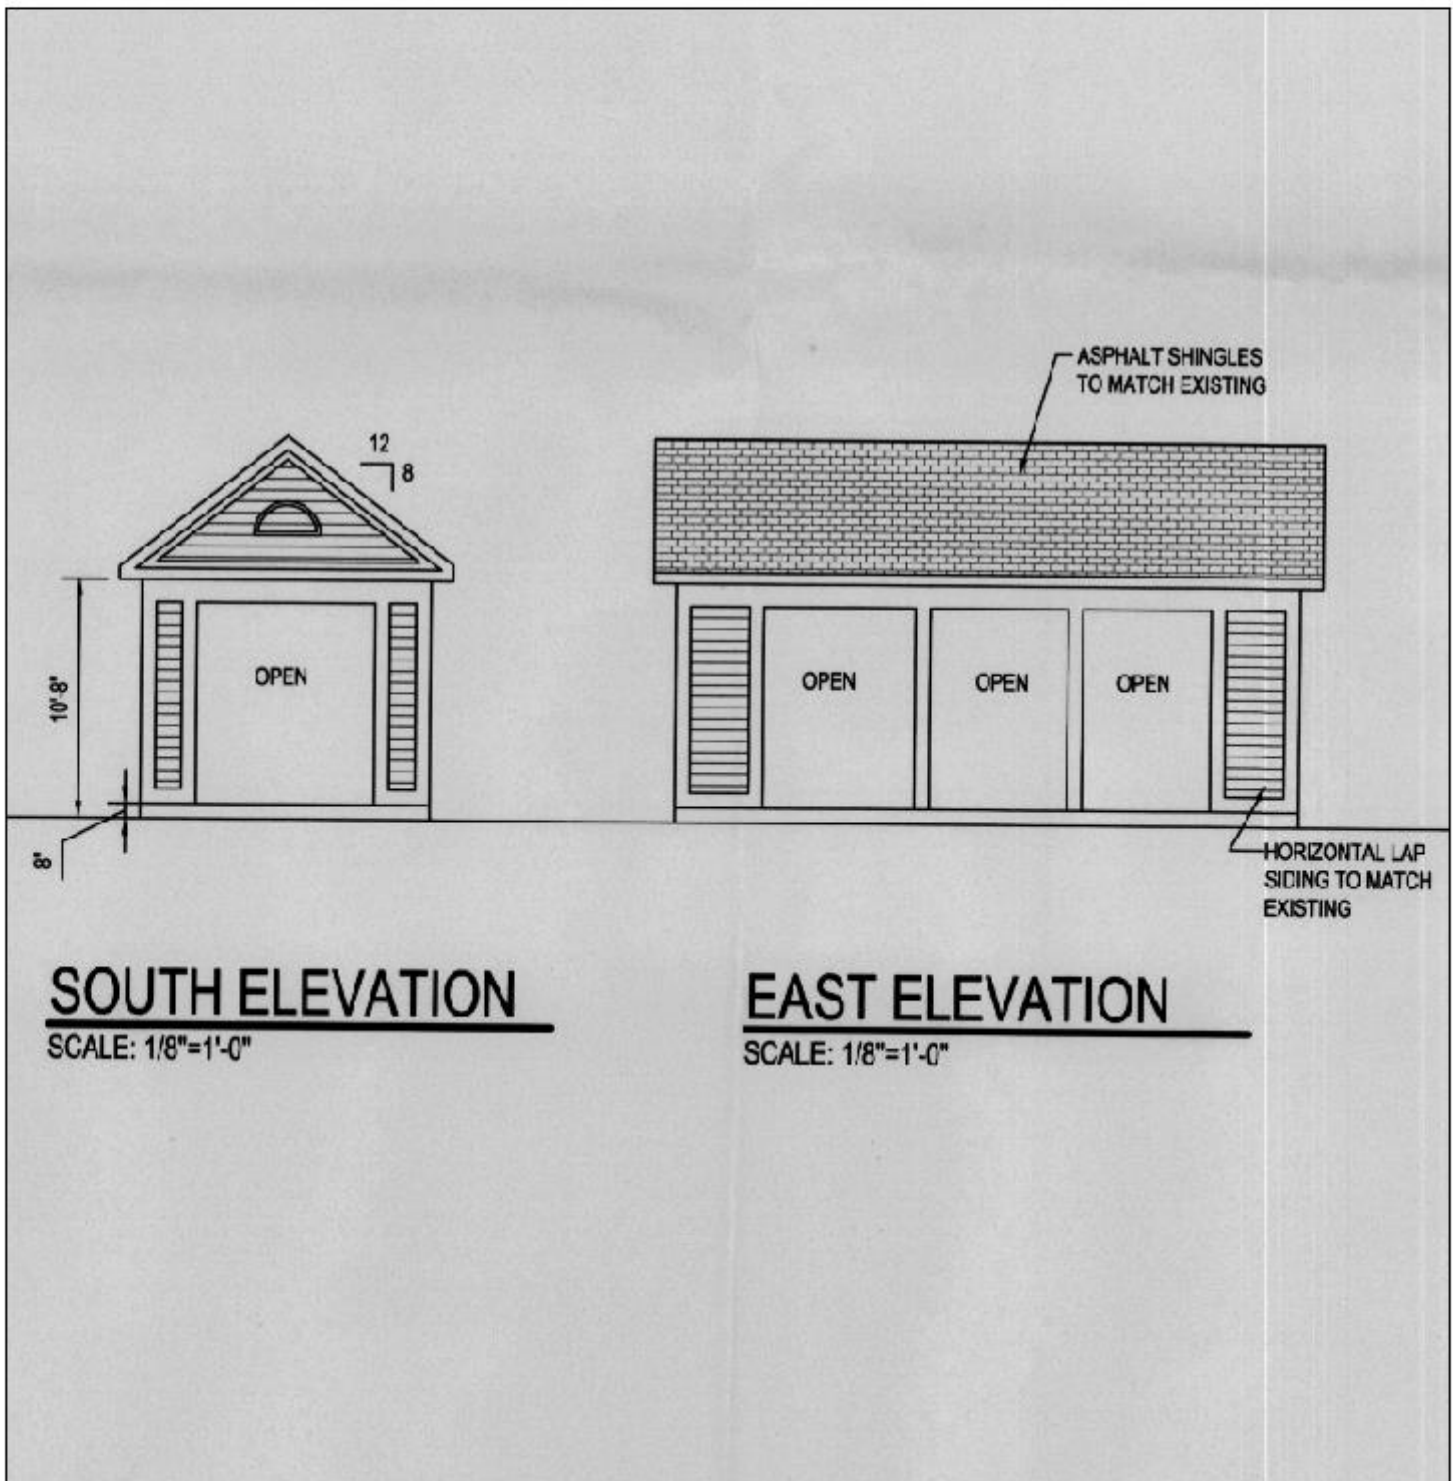 ASPHALT SHINGLES
TO MATCH EXISTING
12
8
OPEN
10'-8"
8"
OPEN
OPEN
OPEN
HORIZONTAL LAP
SIDING TO MATCH
EXISTING
SOUTH ELEVATION
SCALE: 1/8"=1'-0"
EAST ELEVATION
SCALE: 1/8"=1'-0"